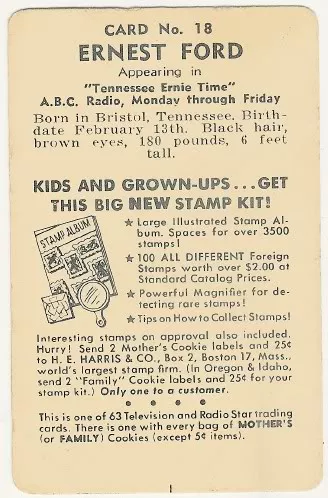 CARD No. 18
ERNEST FORD
Appearing in
"Tennessee Ernie Time"
A.B.C. Radio, Monday through Friday
Born in Bristol, Tennessee. Birth-
date February 13th. Black hair,
brown eyes, 180 pounds, 6 feet
tall.
KIDS AND GROWN-UPS...GET
THIS BIG NEW STAMP KIT!
STAMP ALBUM
★ Large Illustrated Stamp Al-
bum. Spaces for over 3500
stamps!
★ 100 ALL DIFFERENT Foreign
Stamps worth over $2.00 at
Standard Catalog Prices.
★ Powerful Magnifier for de-
tecting rare stamps!
★ Tips on How to Collect Stamps!
Interesting stamps on approval also included.
Hurry! Send 2 Mother's Cookie labels and 25¢
to H. E. HARRIS & CO., Box 2, Boston 17, Mass.,
world's largest stamp firm. (In Oregon & Idaho,
send 2 "Family" Cookie labels and 25¢ for your
stamp kit.) Only one to a customer.
• • • •
This is one of 63 Television and Radio Star trading
cards. There is one with every bag of MOTHER'S
(or FAMILY) Cookies (except 5¢ items).